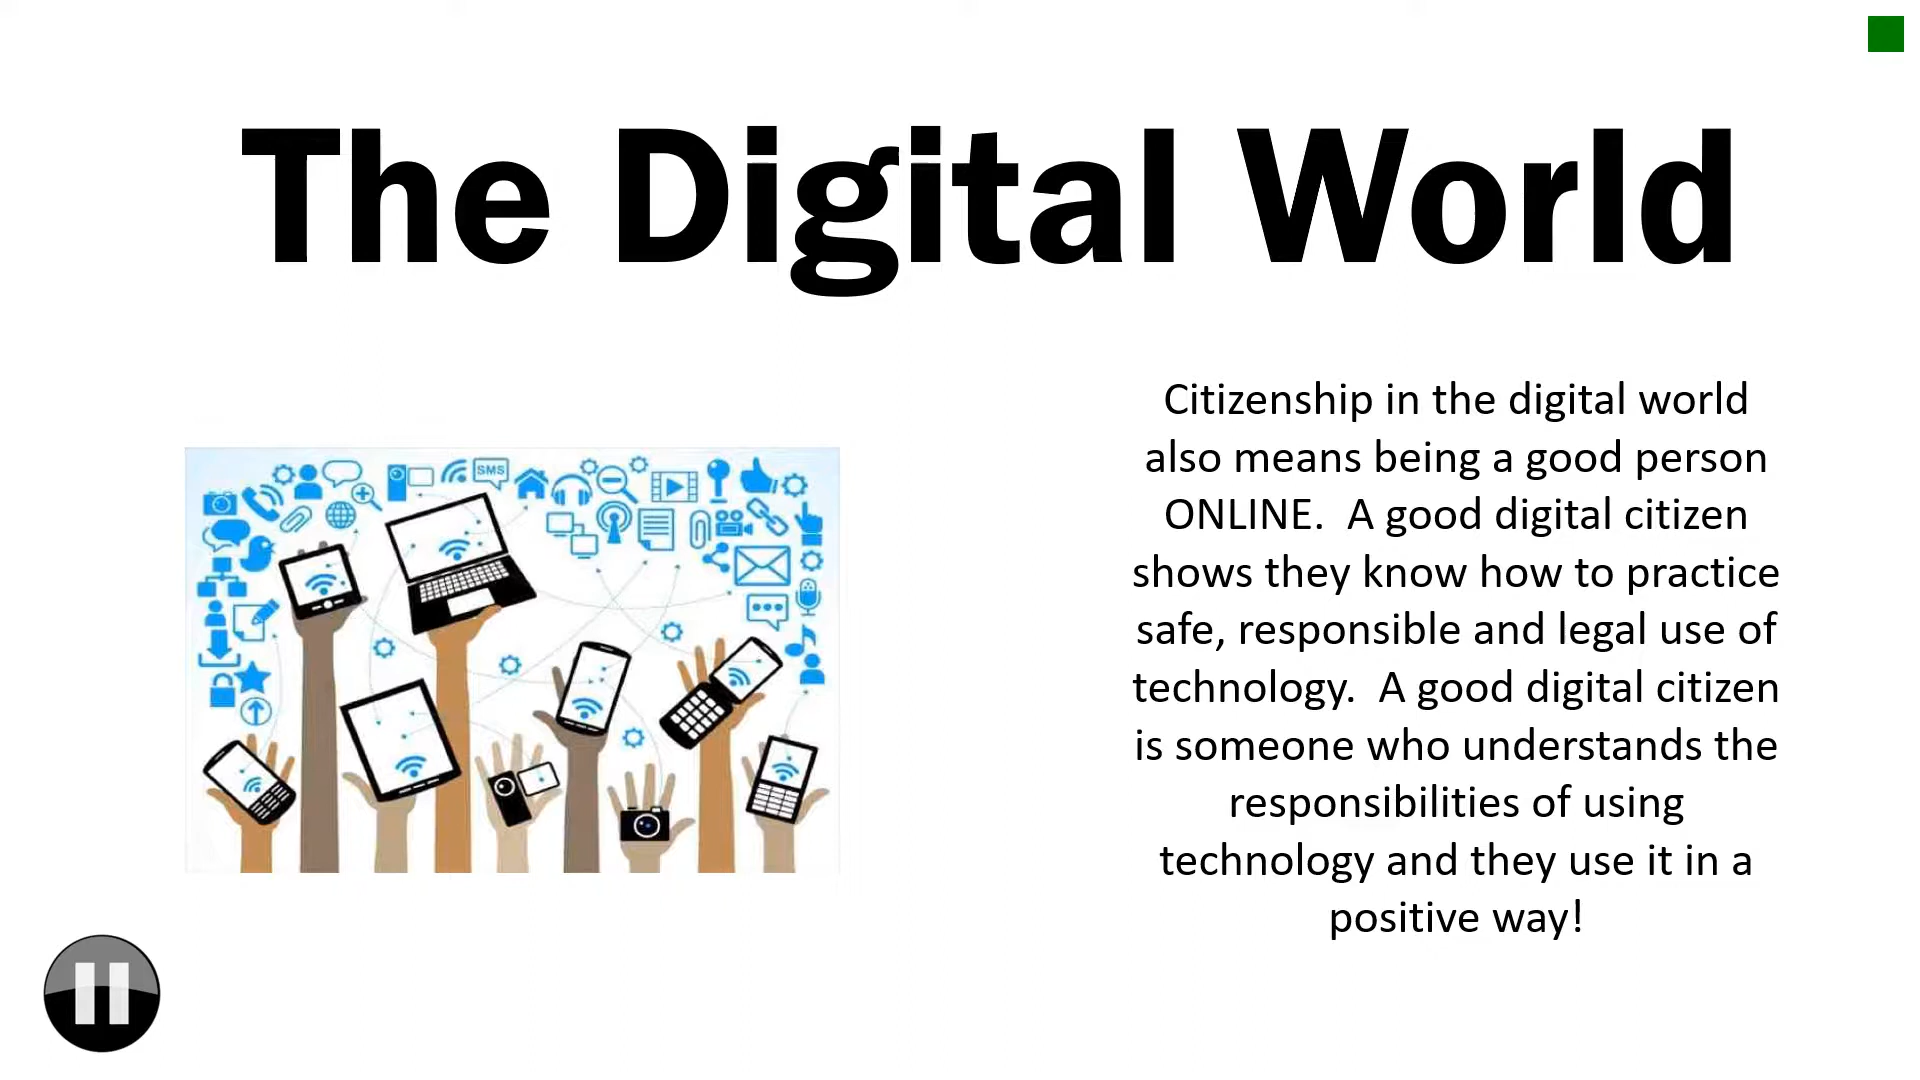 The Digital World
SMS
Citizenship in the digital world
also means being a good person
ONLINE.  A good digital citizen
shows they know how to practice
safe, responsible and legal use of
technology.  A good digital citizen
is someone who understands the
responsibilities of using
technology and they use it in a
positive way!